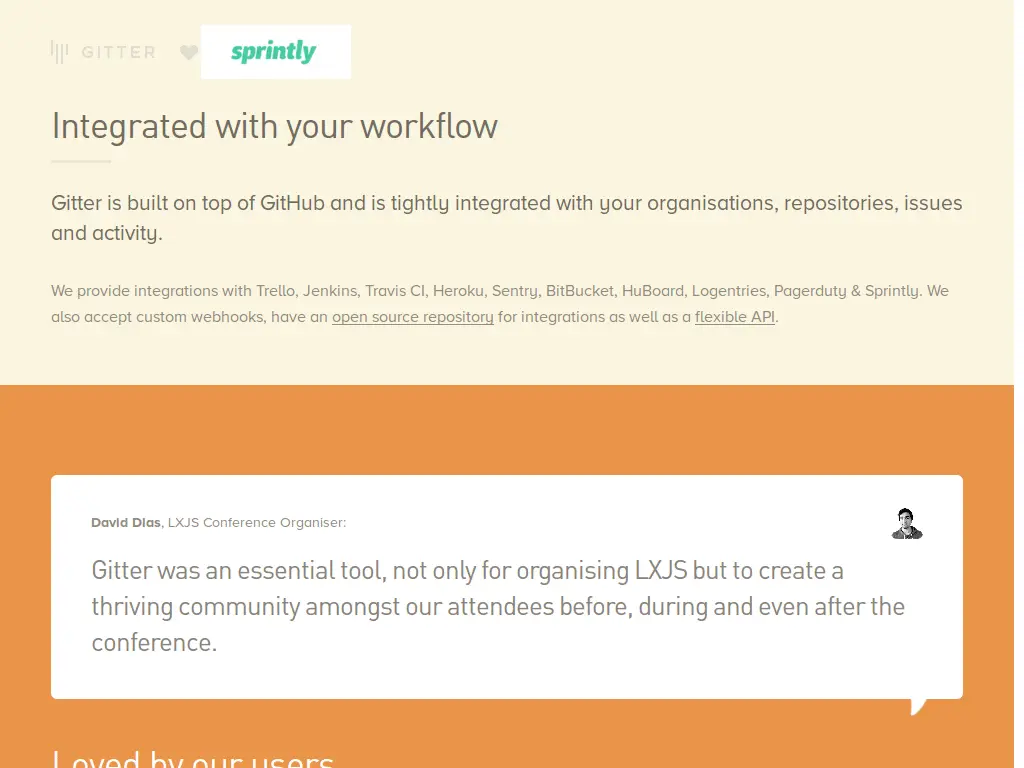 GITTER sprintly
Integrated with your workflow
Gitter is built on top of GitHub and is tightly integrated with your organisations, repositories, issues
and activity.
We provide integrations with Trello, Jenkins, Travis CI, Heroku, Sentry, BitBucket, HuBoard, Logentries, Pagerduty & Sprintly. We
also accept custom webhooks, have an open source repository for integrations as well as a flexible API.
David Dias, LXJS Conference Organiser:
Gitter was an essential tool, not only for organising LXJS but to create a
thriving community amongst our attendees before, during and even after the
conference.
Loved by our users